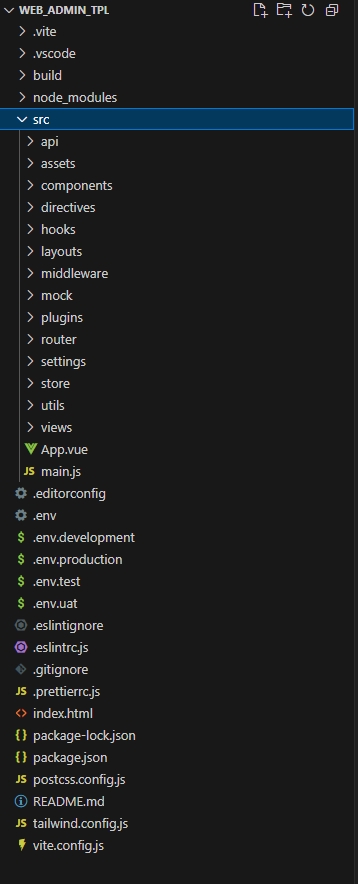 WEB_ADMIN_TPL
.vite
.vscode
build
node_modules
src
api
assets
components
directives
hooks
layouts
middleware
mock
plugins
router
settings
store
utils
views
App.vue
JS main.js
.editorconfig
.env
$ .env.development
$ .env.production
$ .env.test
$ .env.uat
.eslintignore
.eslintrc.js
.gitignore
JS .prettierrc.js
<> index.html
{} package-lock.json
{} package.json
JS postcss.config.js
README.md
JS tailwind.config.js
vite.config.js